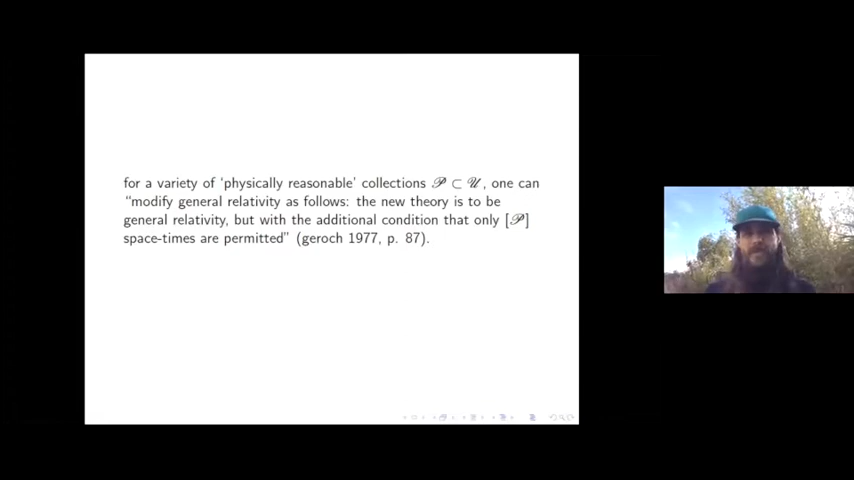 for a variety of ‘physically reasonable’ collections 𝒫 ⊂ 𝒰, one can
“modify general relativity as follows: the new theory is to be
general relativity, but with the additional condition that only [𝒫]
space-times are permitted” (geroch 1977, p. 87).